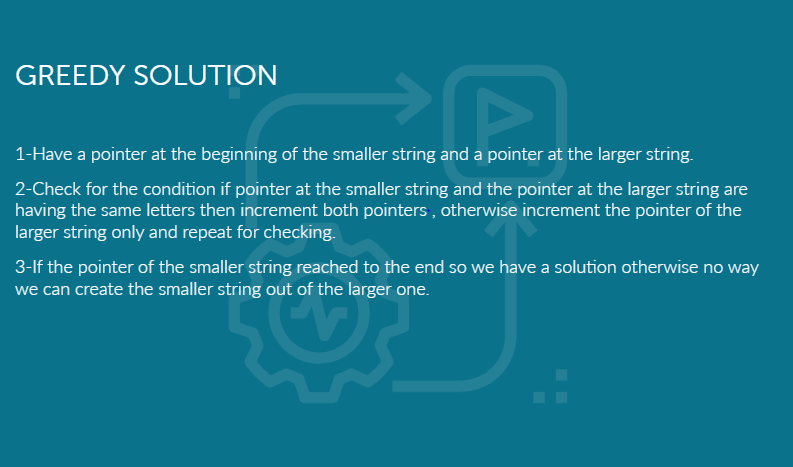 GREEDY SOLUTION
1-Have a pointer at the beginning of the smaller string and a pointer at the larger string.
2-Check for the condition if pointer at the smaller string and the pointer at the larger string are
having the same letters then increment both pointers , otherwise increment the pointer of the
larger string only and repeat for checking.
3-If the pointer of the smaller string reached to the end so we have a solution otherwise no way
we can create the smaller string out of the larger one.